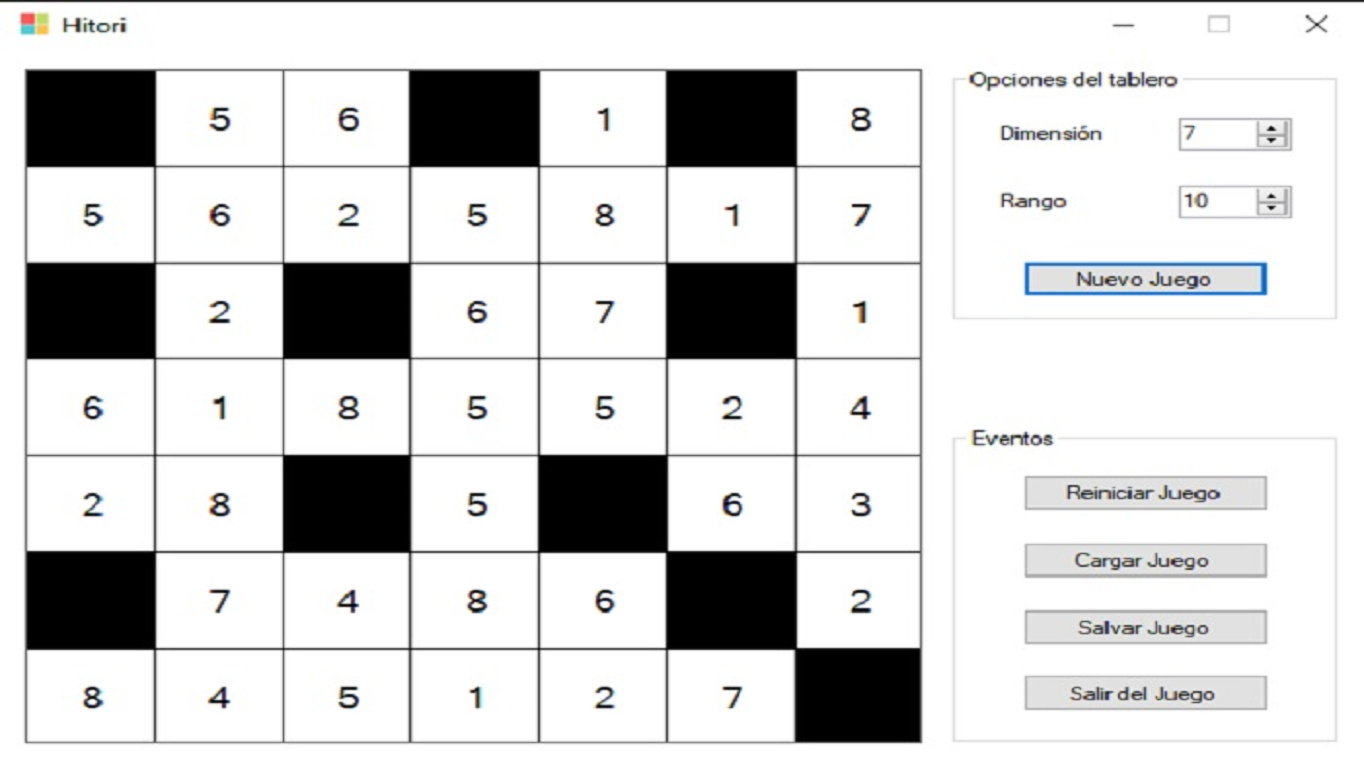 Hitori
5 6 1 8
5 6 2 5 8 1 7
2 6 7 1
6 1 8 5 5 2 4
2 8 5 6 3
7 4 8 6 2
8 4 5 1 2 7
Opciones del tablero
Dimensión 7
Rango 10
Nuevo Juego
Eventos
Reiniciar Juego
Cargar Juego
Salvar Juego
Salir del Juego